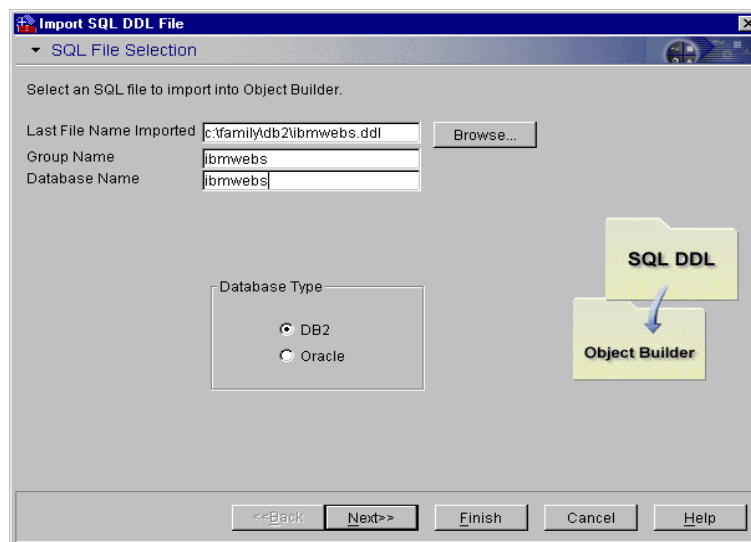 Import SQL DDL File
SQL File Selection
Select an SQL file to import into Object Builder.
Last File Name Imported c:\family\db2\ibmwebs.ddl Browse...
Group Name ibmwebs
Database Name ibmwebs
SQL DDL
Database Type
DB2
Oracle
Object Builder
<<Back Next>> Finish Cancel Help